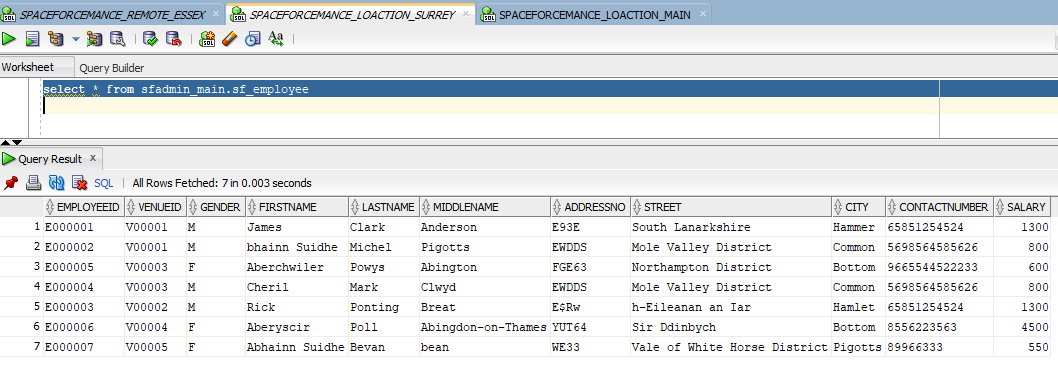 SPACEFORCEMANCE_REMOTE_ESSEX SPACEFORCEMANCE_LOACTION_SURREY SPACEFORCEMANCE_LOACTION_MAIN
Worksheet Query Builder
select * from sfadmin_main.sf_employee
Query Result x
SQL | All Rows Fetched: 7 in 0.003 seconds
EMPLOYEEID VENUEID GENDER FIRSTNAME LASTNAME MIDDLENAME ADDRESSNO STREET CITY CONTACTNUMBER SALARY
1 E000001 V00001 M James Clark Anderson E93E South Lanarkshire Hammer 65851254524 1300
2 E000002 V00001 M bhainn Suidhe Michel Pigotts EWDDS Mole Valley District Common 5698564585626 800
3 E000005 V00003 F Aberchwiler Powys Abington FGE63 Northampton District Bottom 9665544522233 600
4 E000004 V00003 M Cheril Mark Clwyd EWDDS Mole Valley District Common 5698564585626 800
5 E000003 V00002 M Rick Ponting Breat E$Rw h-Eileanan an Iar Hamlet 65851254524 1300
6 E000006 V00004 F Aberyscir Poll Abingdon-on-Thames YUT64 Sir Ddinbych Bottom 8556223563 4500
7 E000007 V00005 F Abhainn Suidhe Bevan bean WE33 Vale of White Horse District Pigotts 89966333 550